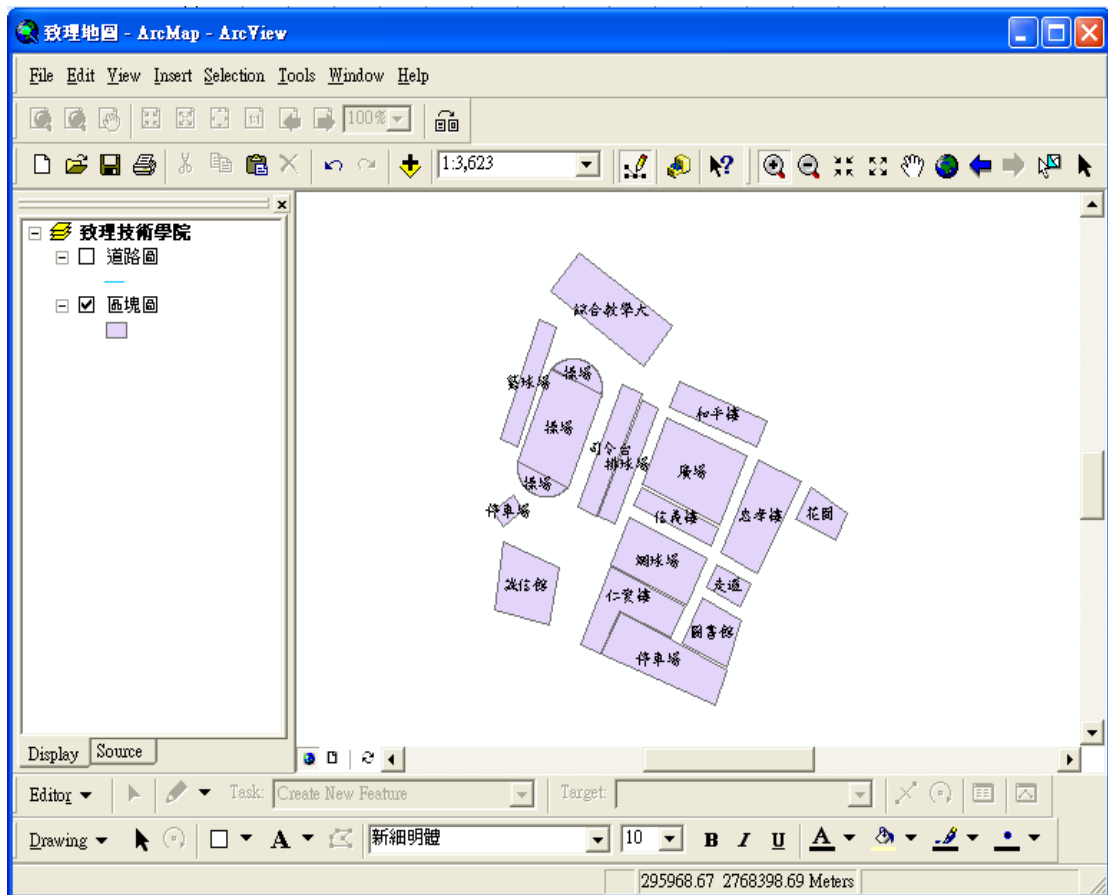 致理地圖 - ArcMap - ArcView
File Edit View Insert Selection Tools Window Help
100%
1:3,623
致理技術學院
道路圖
區塊圖
綜合教學大
籃球場
操場
和平樓
操場
司令台
排球場
廣場
操場
停車場
信義樓
忠孝樓
花園
網球場
走道
誠信館
仁愛樓
圖書館
停車場
Display Source
Editor Task: Create New Feature Target:
Drawing A 新細明體 10 B I U A
295968.67 2768398.69 Meters